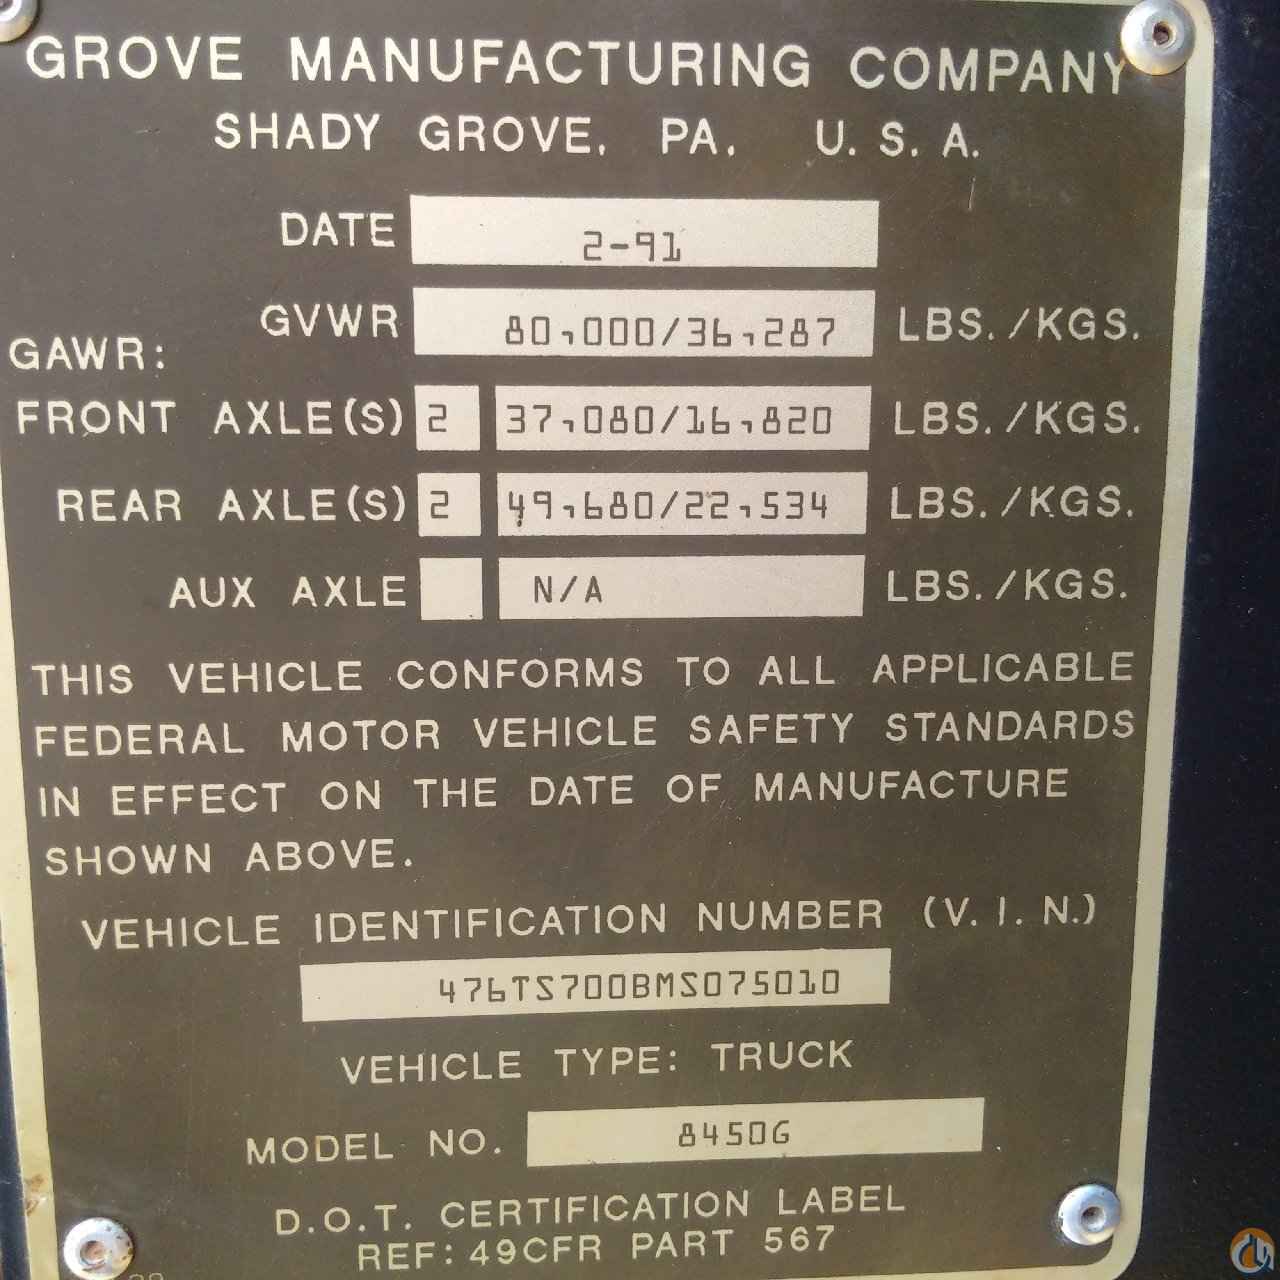 GROVE MANUFACTURING COMPANY
SHADY GROVE, PA. U.S.A.
DATE 2-91
GVWR 80,000/36,287 LBS./KGS.
GAWR:
FRONT AXLE(S) 2 37,080/16,820 LBS./KGS.
REAR AXLE(S) 2 49,680/22,534 LBS./KGS.
AUX AXLE N/A LBS./KGS.
THIS VEHICLE CONFORMS TO ALL APPLICABLE
FEDERAL MOTOR VEHICLE SAFETY STANDARDS
IN EFFECT ON THE DATE OF MANUFACTURE
SHOWN ABOVE.
VEHICLE IDENTIFICATION NUMBER (V.I.N.)
476TS700BMS075010
VEHICLE TYPE: TRUCK
MODEL NO. 8450G
D.O.T. CERTIFICATION LABEL
REF: 49CFR PART 567